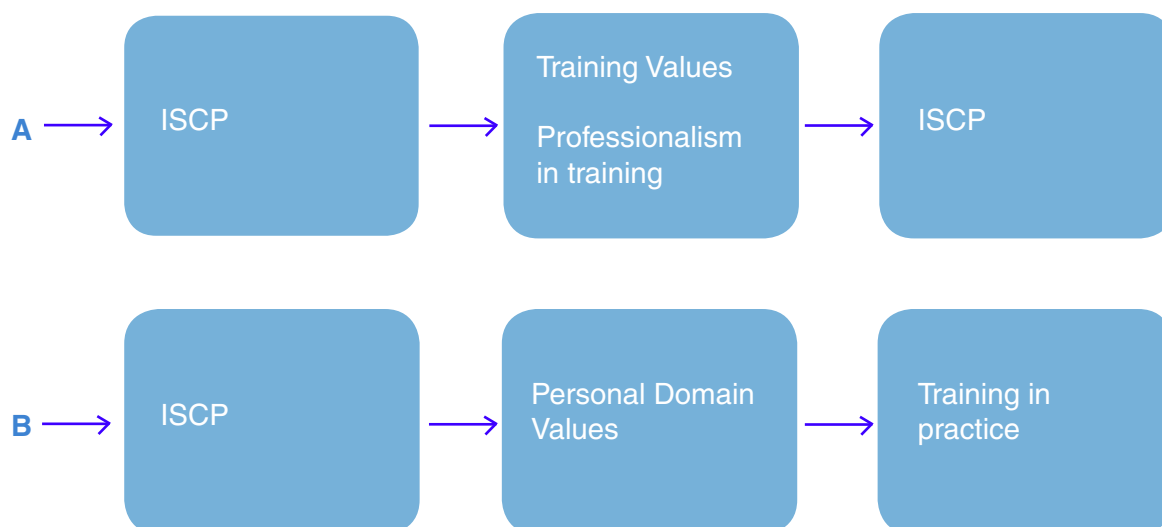 A
ISCP
Training Values
Professionalism
in training
ISCP
B
ISCP
Personal Domain
Values
Training in
practice